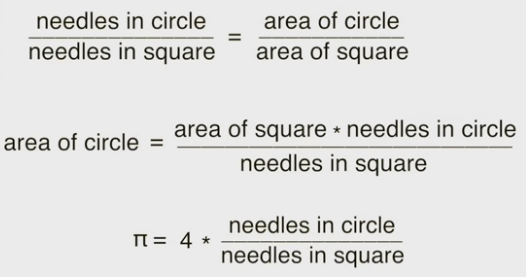 needles in circle / needles in square = area of circle / area of square
area of circle = area of square * needles in circle / needles in square
π = 4 * needles in circle / needles in square